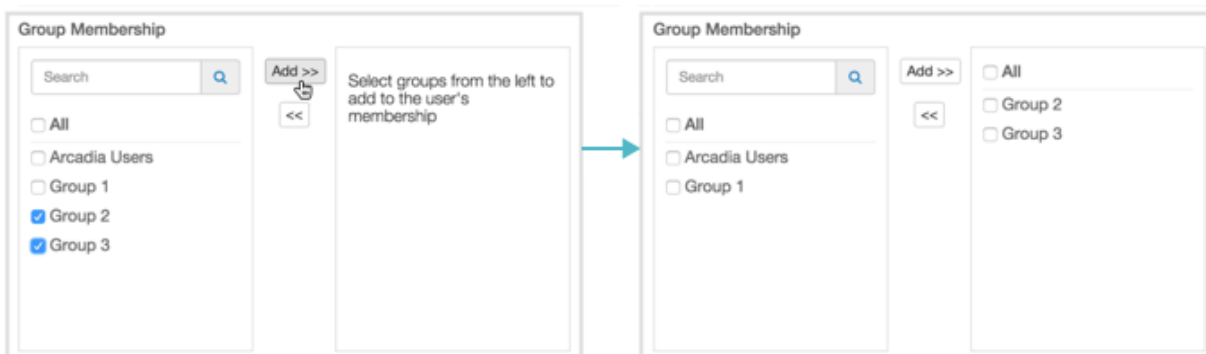 Group Membership
Search
All
Arcadia Users
Group 1
Group 2
Group 3
Add >>
<<
Select groups from the left to
add to the user's
membership
Group Membership
Search
All
Arcadia Users
Group 1
Add >>
<<
All
Group 2
Group 3